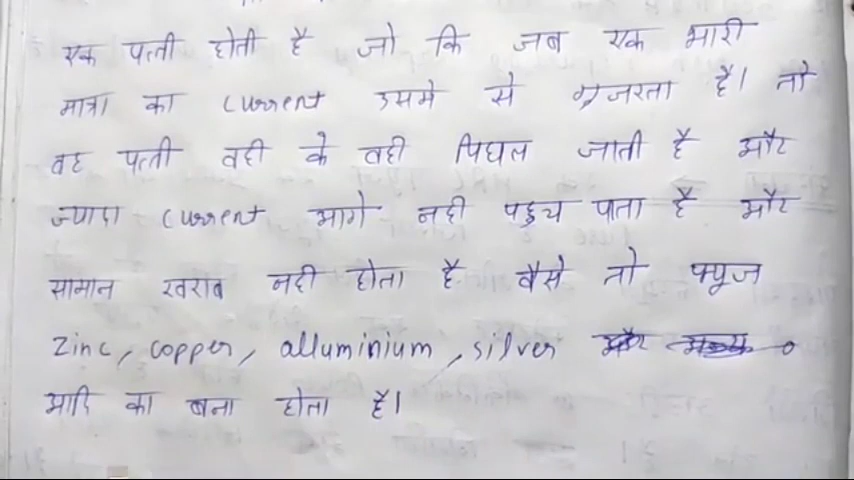 एक पत्ती होती है जो कि जब एक भारी
मात्रा का current उसमे से गुजरता है। तो
वह पत्ती वही के वही पिघल जाती है और
ज्यादा current आगे नही पहुच पाता है और
सामान खराब नही होता है वैसे तो फ्यूज
zinc, copper, alluminium, silver
आदि का बना होता है।